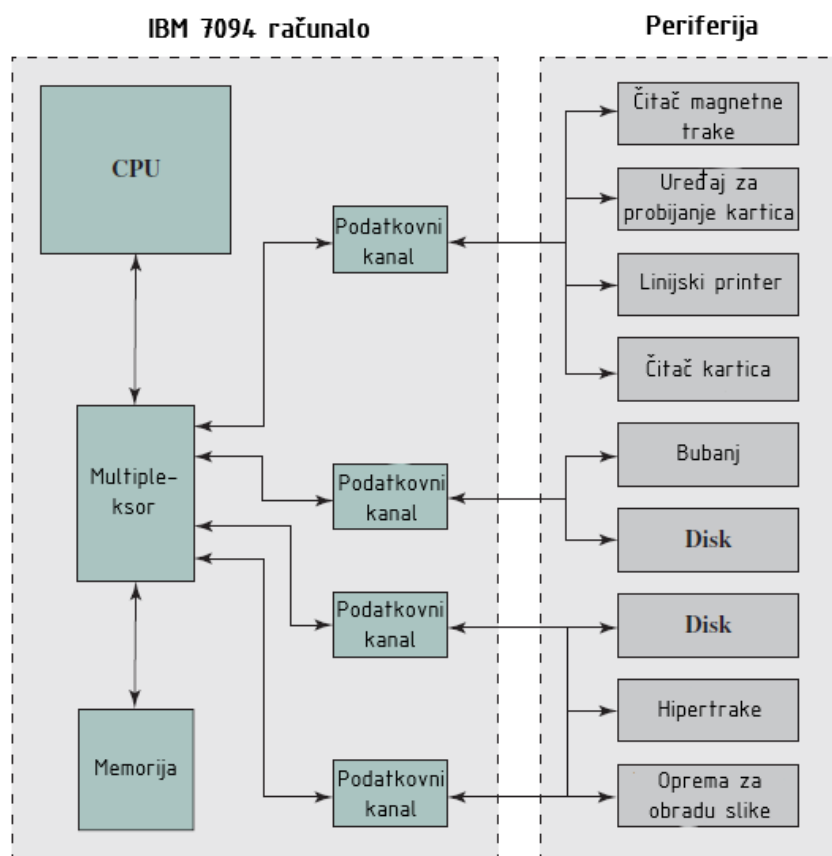 IBM 7094 računalo
Periferija
CPU
Multiple-
ksor
Memorija
Podatkovni
kanal
Podatkovni
kanal
Podatkovni
kanal
Podatkovni
kanal
Čitač magnetne
trake
Uređaj za
probijanje kartica
Linijski printer
Čitač kartica
Bubanj
Disk
Disk
Hipertrake
Oprema za
obradu slike